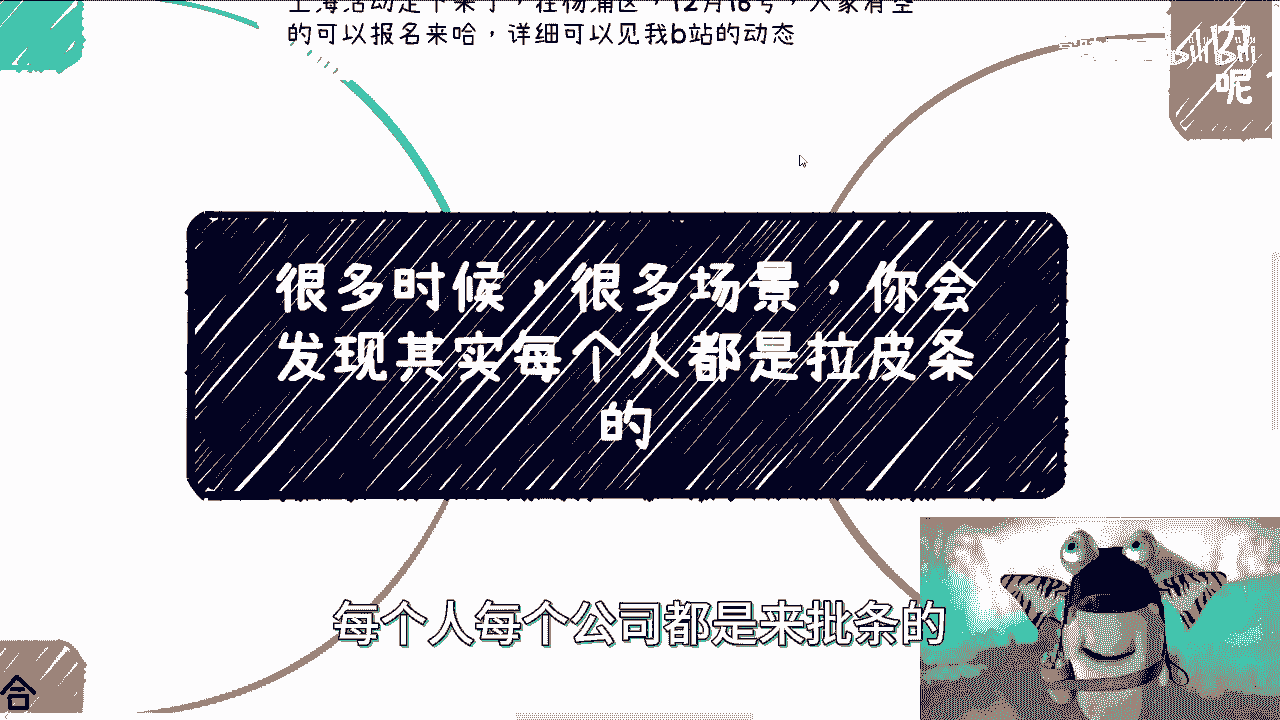 上海活动定下来了，在杨浦区，12月16号，大家有空
的可以报名来哈，详细可以见我b站的动态
呢
很多时候，很多场景，你会
发现其实每个人都是拉皮条
的
每个人每个公司都是来批条的
合